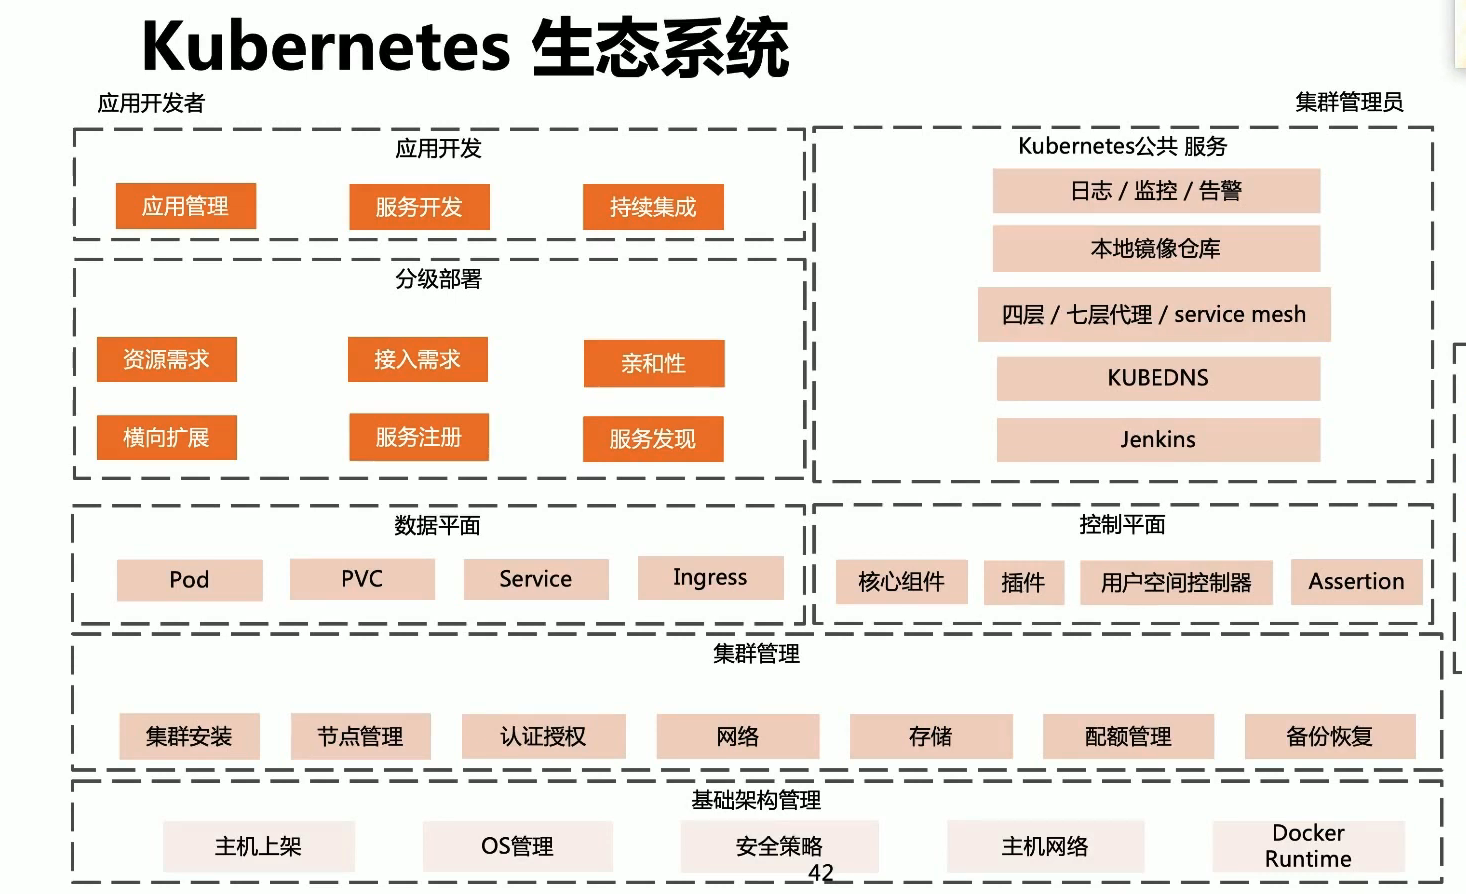 Kubernetes 生态系统
应用开发者
集群管理员
应用开发
应用管理
服务开发
持续集成
分级部署
资源需求
接入需求
亲和性
横向扩展
服务注册
服务发现
Kubernetes公共 服务
日志 / 监控 / 告警
本地镜像仓库
四层 / 七层代理 / service mesh
KUBEDNS
Jenkins
数据平面
Pod
PVC
Service
Ingress
控制平面
核心组件
插件
用户空间控制器
Assertion
集群管理
集群安装
节点管理
认证授权
网络
存储
配额管理
备份恢复
基础架构管理
主机上架
OS管理
安全策略
主机网络
Docker
Runtime
42